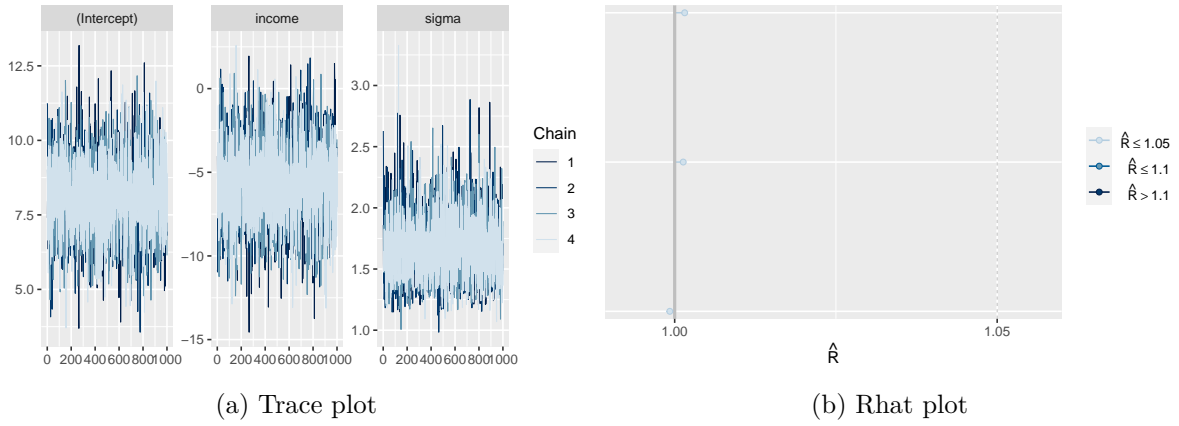 (Intercept)
income
sigma
12.5
10.0
7.5
5.0
0
−5
−10
−15
3.0
2.5
2.0
1.5
1.0
0 200 400 600 800 1000
0 200 400 600 800 1000
0 200 400 600 800 1000
Chain
1
2
3
4
(a) Trace plot
1.00
1.05
R̂
R̂ ≤ 1.05
R̂ ≤ 1.1
R̂ > 1.1
(b) Rhat plot